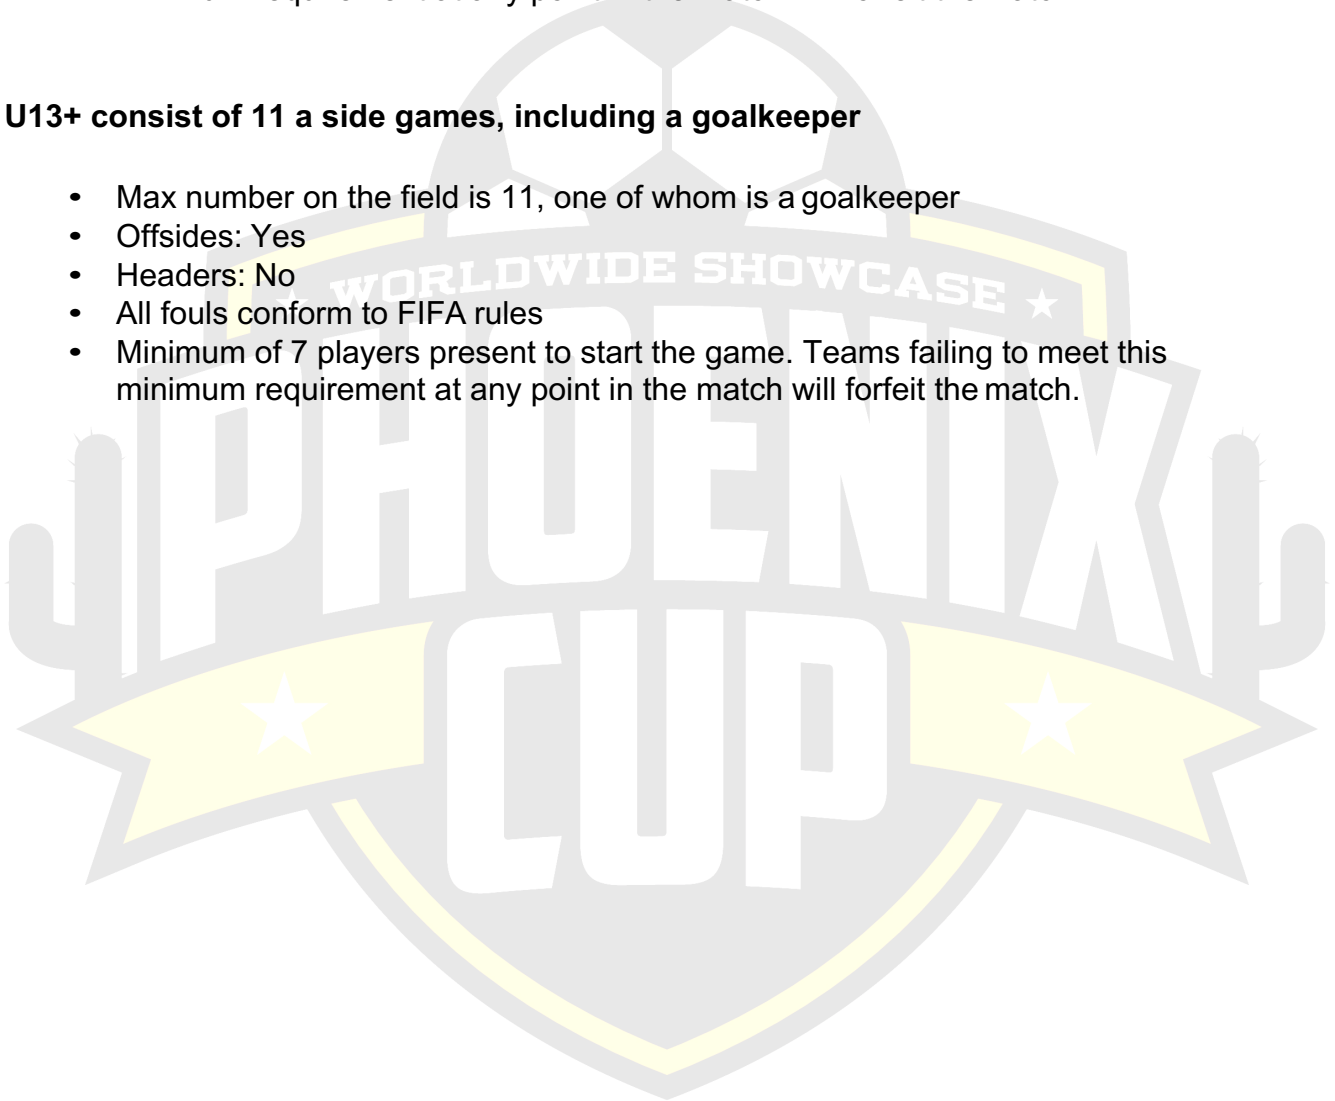 U13+ consist of 11 a side games, including a goalkeeper
• Max number on the field is 11, one of whom is a goalkeeper
• Offsides: Yes
• Headers: No
• All fouls conform to FIFA rules
• Minimum of 7 players present to start the game. Teams failing to meet this
minimum requirement at any point in the match will forfeit the match.
WORLDWIDE SHOWCASE
PHOENIX
CUP